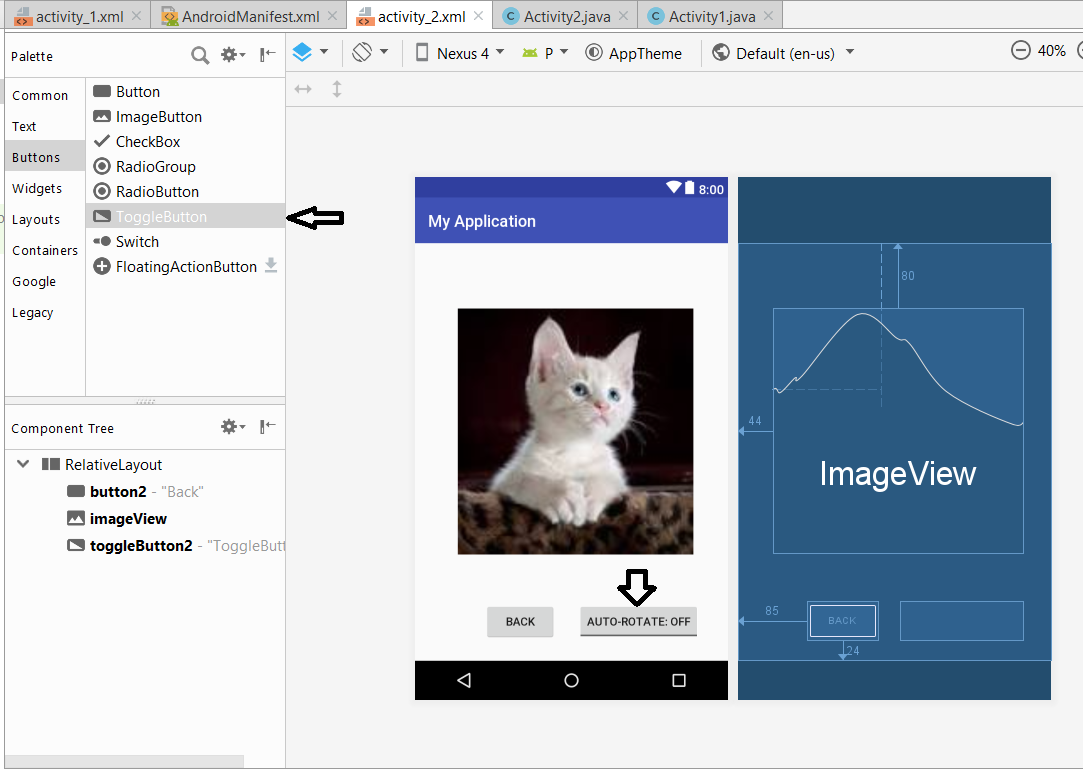 activity_1.xml
AndroidManifest.xml
activity_2.xml
Activity2.java
Activity1.java
Palette
Nexus 4
P
AppTheme
Default (en-us)
40%
Common
Text
Buttons
Widgets
Layouts
Containers
Google
Legacy
Button
ImageButton
CheckBox
RadioGroup
RadioButton
ToggleButton
Switch
FloatingActionButton
Component Tree
RelativeLayout
button2 - "Back"
imageView
toggleButton2 - "ToggleButt
8:00
My Application
BACK
AUTO-ROTATE: OFF
80
44
ImageView
85
BACK
24